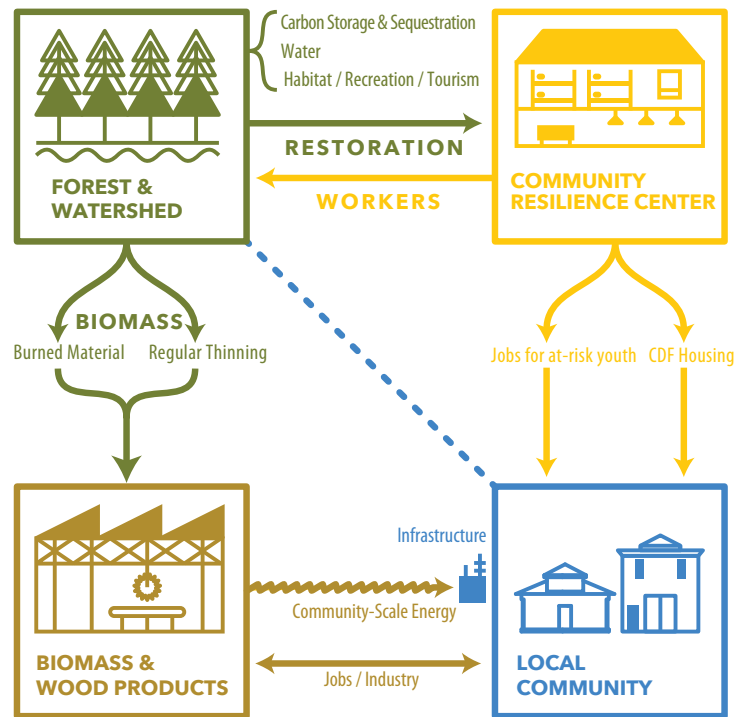 Carbon Storage & Sequestration
Water
Habitat / Recreation / Tourism
RESTORATION
WORKERS
FOREST &
WATERSHED
COMMUNITY
RESILIENCE CENTER
BIOMASS
Burned Material
Regular Thinning
Jobs for at-risk youth
CDF Housing
Infrastructure
Community-Scale Energy
BIOMASS &
WOOD PRODUCTS
Jobs / Industry
LOCAL
COMMUNITY